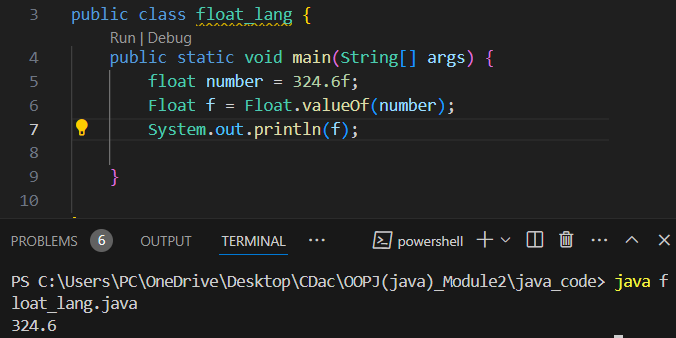 3 public class float_lang {
Run | Debug
4 public static void main(String[] args) {
5 float number = 324.6f;
6 Float f = Float.valueOf(number);
7 System.out.println(f);
8
9 }
10
PROBLEMS 6 OUTPUT TERMINAL ··· powershell
PS C:\Users\PC\OneDrive\Desktop\CDac\OOPJ(java)_Module2\java_code> java f
loat_lang.java
324.6